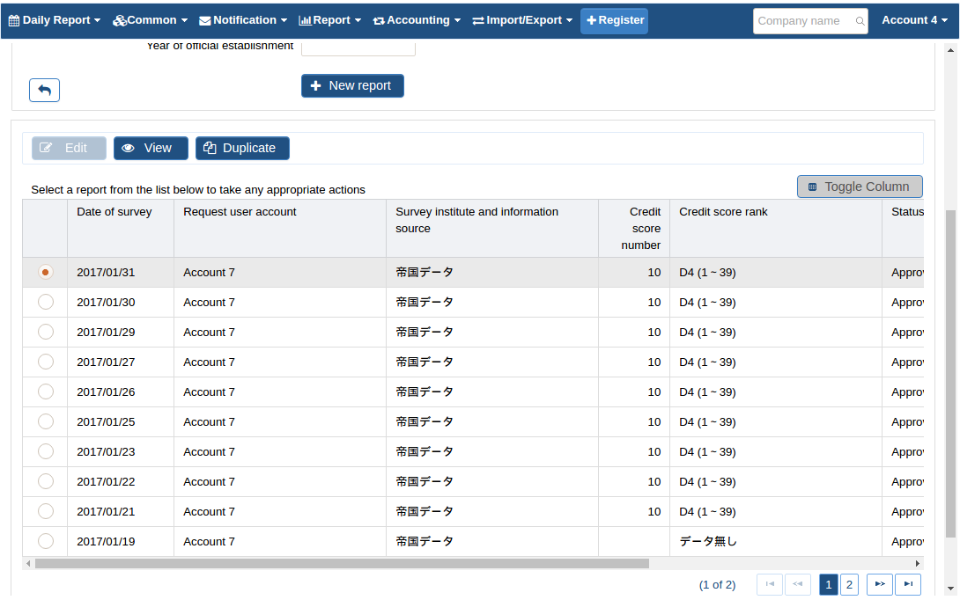 Daily Report Common Notification Report Accounting Import/Export Register Company name Account 4
Year of official establishment
New report
Edit View Duplicate
Select a report from the list below to take any appropriate actions
Toggle Column
Date of survey Request user account Survey institute and information source Credit score number Credit score rank Status
2017/01/31 Account 7 帝国データ 10 D4 (1 ~ 39)
2017/01/30 Account 7 帝国データ 10 D4 (1 ~ 39)
2017/01/29 Account 7 帝国データ 10 D4 (1 ~ 39)
2017/01/27 Account 7 帝国データ 10 D4 (1 ~ 39)
2017/01/26 Account 7 帝国データ 10 D4 (1 ~ 39)
2017/01/25 Account 7 帝国データ 10 D4 (1 ~ 39)
2017/01/23 Account 7 帝国データ 10 D4 (1 ~ 39)
2017/01/22 Account 7 帝国データ 10 D4 (1 ~ 39)
2017/01/21 Account 7 帝国データ 10 D4 (1 ~ 39)
2017/01/19 Account 7 帝国データ データ無し
(1 of 2) 1 2